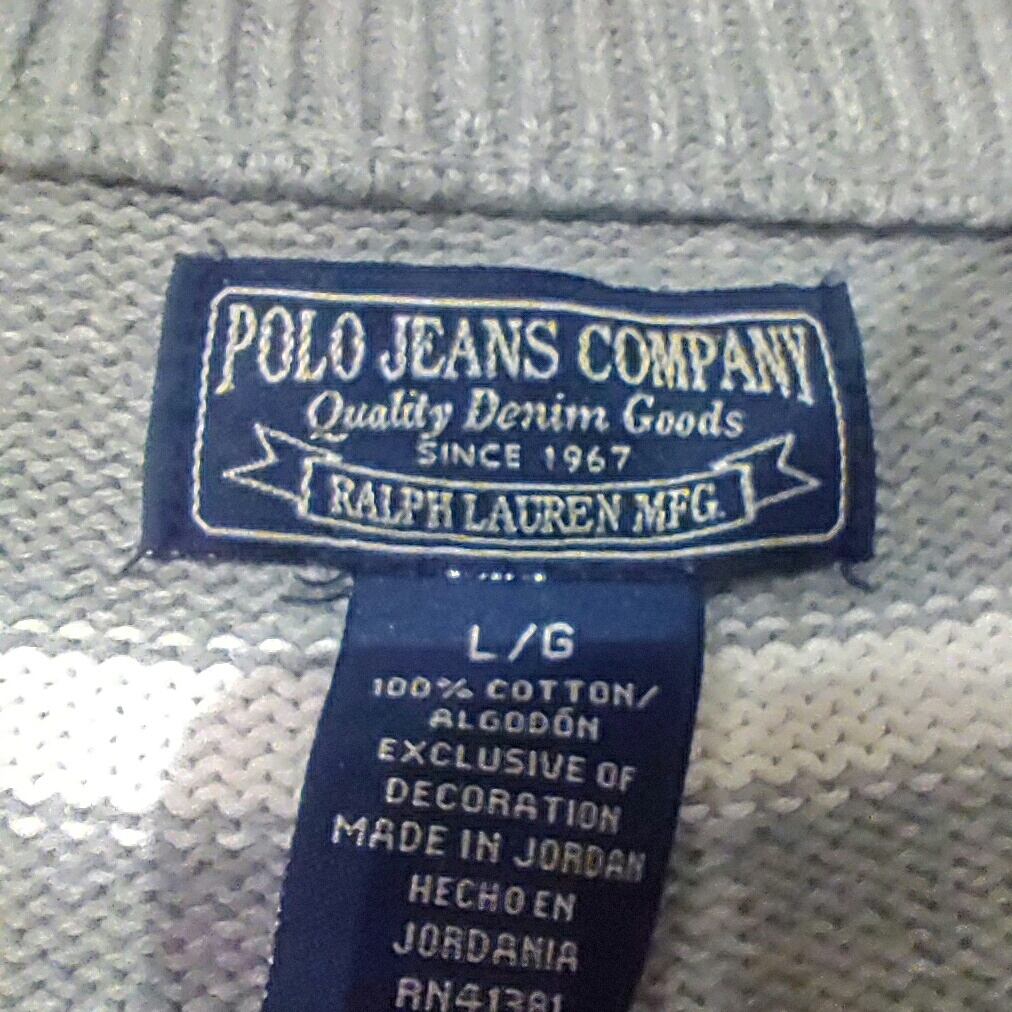 POLO JEANS COMPANY
Quality Denim Goods
SINCE 1967
RALPH LAUREN MFG.
L/G
100% COTTON/
ALGODÓN
EXCLUSIVE OF
DECORATION
MADE IN JORDAN
HECHO EN
JORDANIA
RN41381